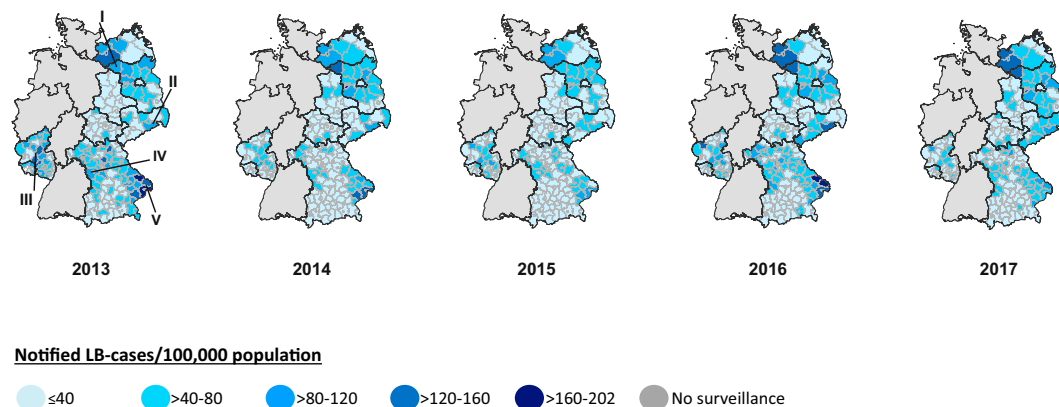 I
II
IV
III
V
2013 2014 2015 2016 2017
Notified LB-cases/100,000 population
≤40 >40-80 >80-120 >120-160 >160-202 No surveillance